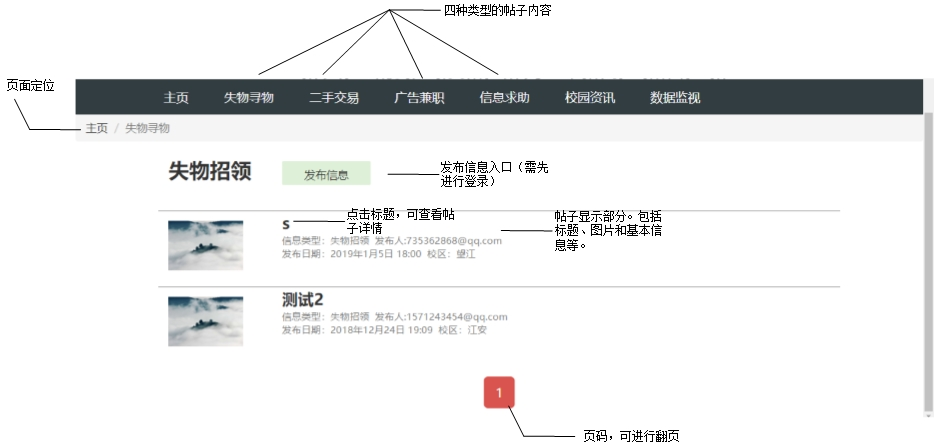 四种类型的帖子内容
页面定位
主页 失物寻物 二手交易 广告兼职 信息求助 校园资讯 数据监视
主页 / 失物寻物
失物招领
发布信息
发布信息入口（需先
进行登录）
s
点击标题，可查看帖
子详情
信息类型：失物招领 发布人:735362868@qq.com
发布日期：2019年1月5日 18:00 校区：望江
帖子显示部分。包括
标题、图片和基本信
息等。
测试2
信息类型：失物招领 发布人:1571243454@qq.com
发布日期：2018年12月24日 19:09 校区：江安
1
页码，可进行翻页